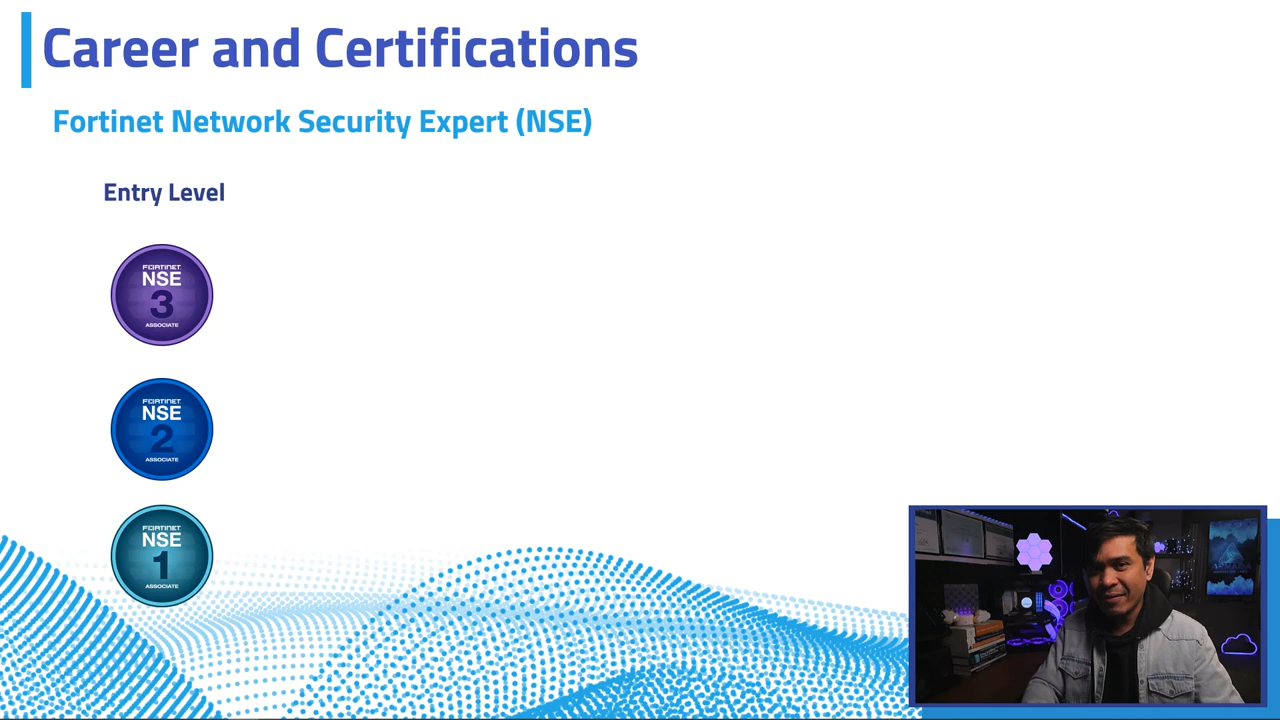 Career and Certifications
Fortinet Network Security Expert (NSE)
Entry Level
FORTINET
NSE
3
ASSOCIATE
FORTINET
NSE
2
ASSOCIATE
FORTINET
NSE
1
ASSOCIATE